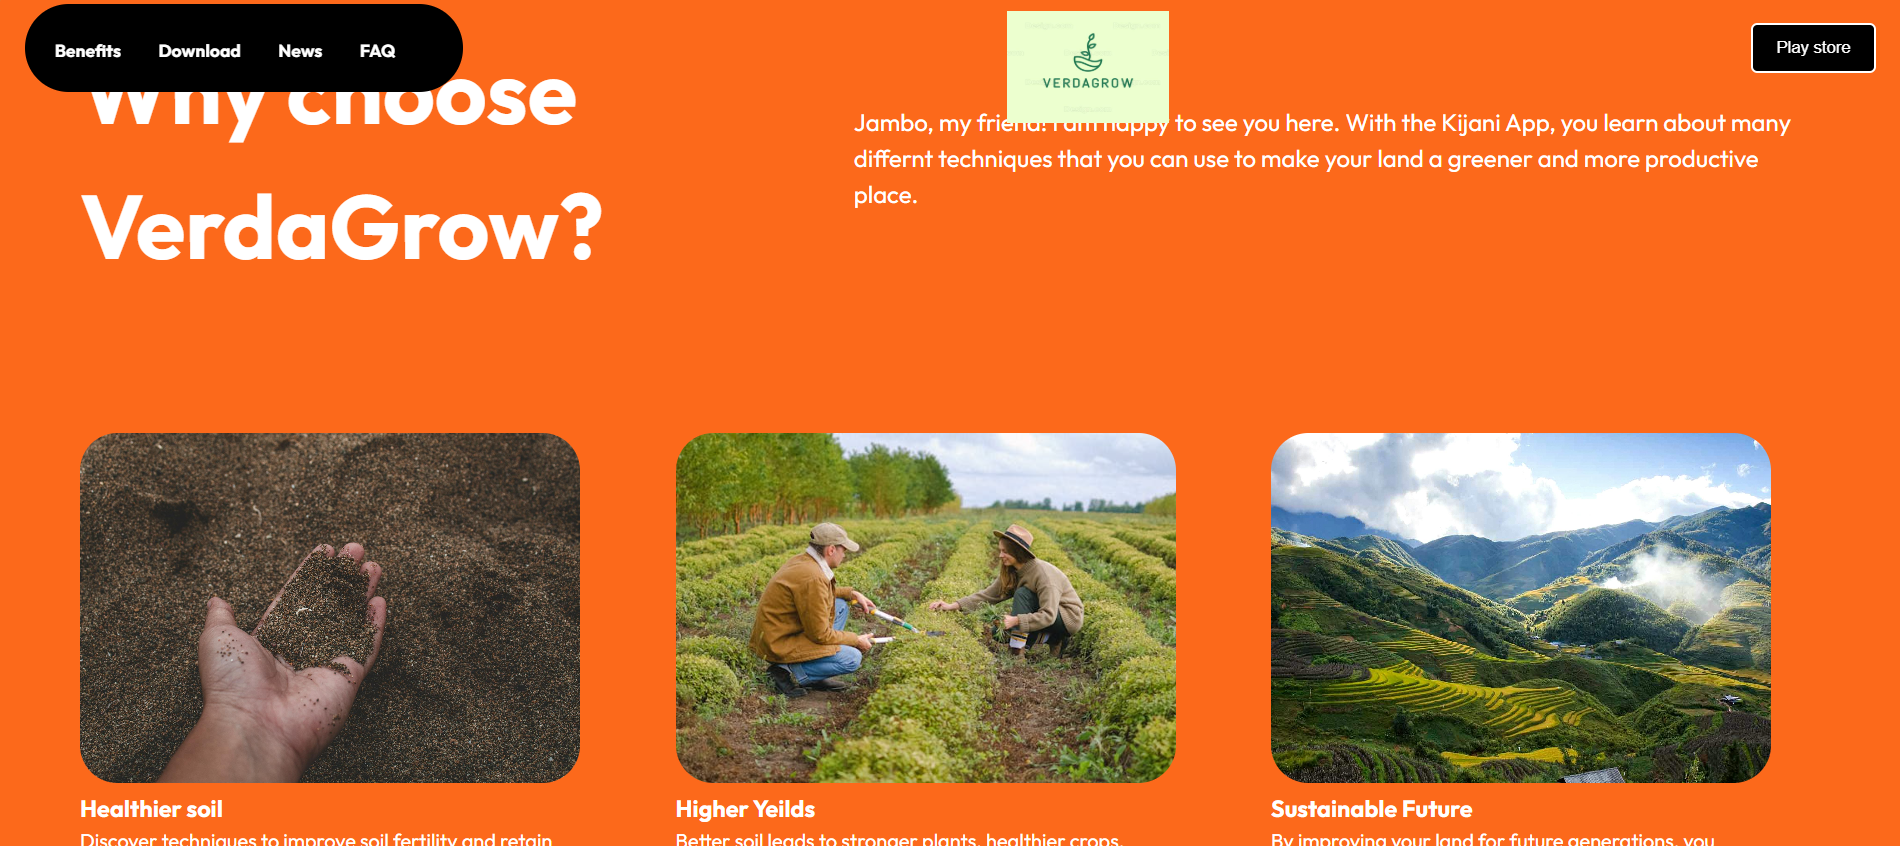 Benefits Download News FAQ
VERDAGROW
Play store
Why choose
VerdaGrow?
Jambo, my friend! I am happy to see you here. With the Kijani App, you learn about many
differnt techniques that you can use to make your land a greener and more productive
place.
Healthier soil
Discover techniques to improve soil fertility and retain
Higher Yeilds
Better soil leads to stronger plants, healthier crops,
Sustainable Future
By improving your land for future generations, you